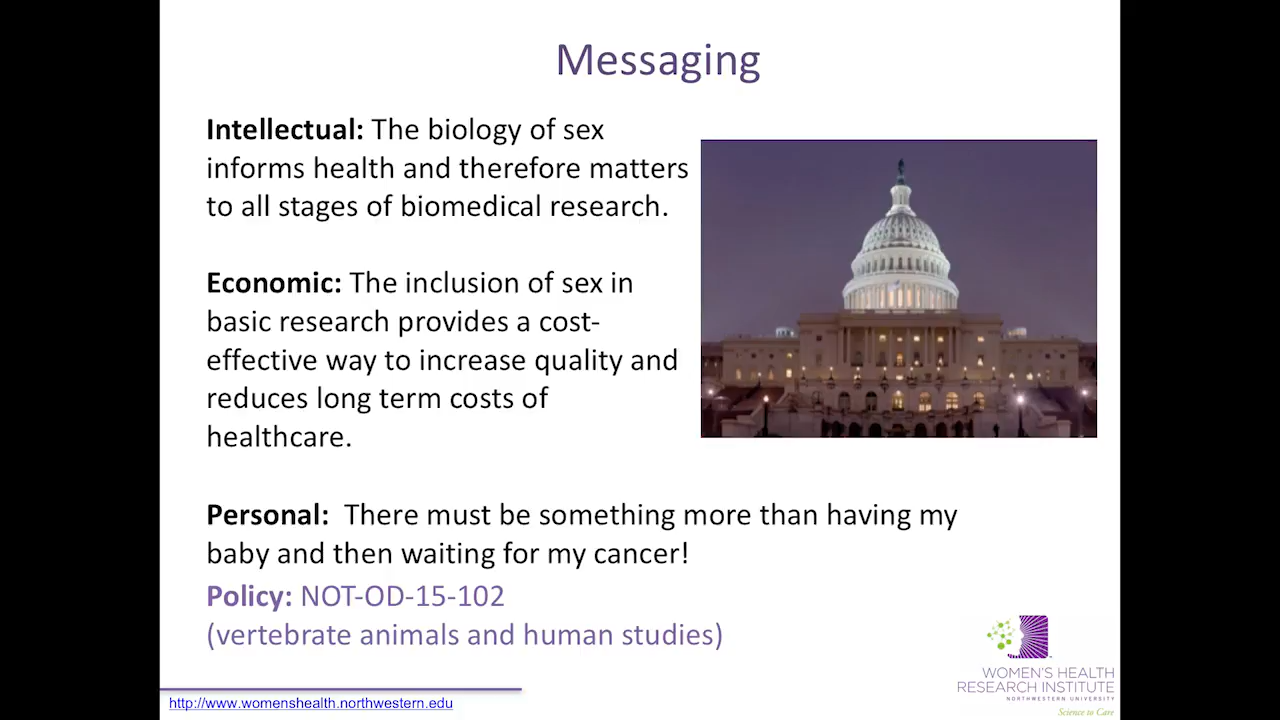 Messaging
Intellectual: The biology of sex
informs health and therefore matters
to all stages of biomedical research.
Economic: The inclusion of sex in
basic research provides a cost-
effective way to increase quality and
reduces long term costs of
healthcare.
Personal:  There must be something more than having my
baby and then waiting for my cancer!
Policy: NOT-OD-15-102
(vertebrate animals and human studies)
http://www.womenshealth.northwestern.edu
WOMEN'S HEALTH
RESEARCH INSTITUTE
NORTHWESTERN UNIVERSITY
Science to Care